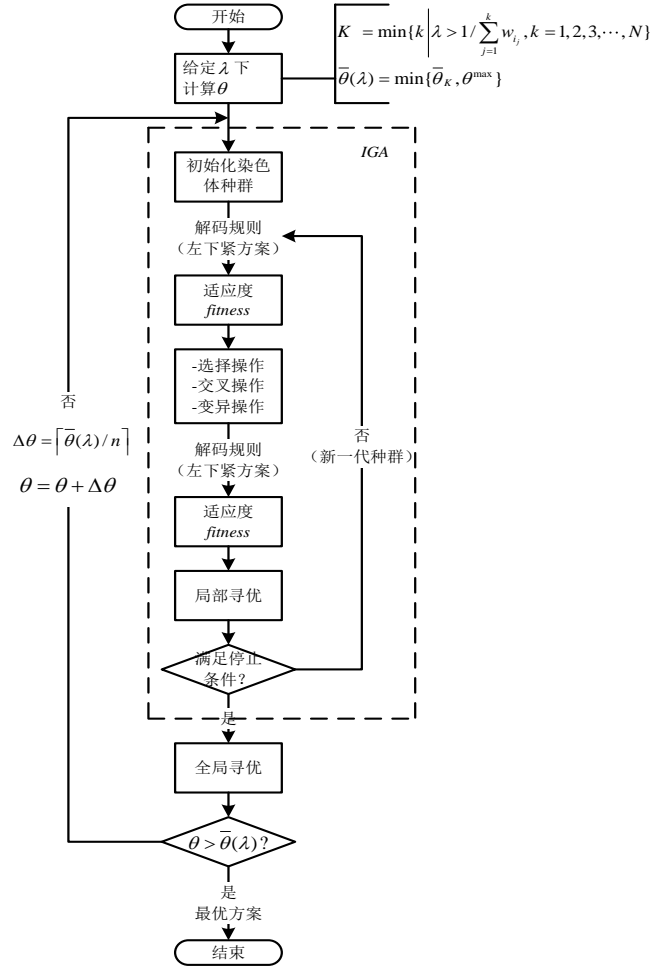 开始
K = min{k|λ > 1/∑_{j=1}^{k} w_{i_j}, k = 1,2,3,⋯,N}
θ̅(λ) = min{θ̅_K, θ^max}
给定λ下
计算θ
IGA
初始化染色
体种群
解码规则
（左下紧方案）
适应度
fitness
-选择操作
-交叉操作
-变异操作
否
Δθ = ⌈θ̅(λ)/n⌉
θ = θ + Δθ
否
（新一代种群）
解码规则
（左下紧方案）
适应度
fitness
局部寻优
满足停止
条件？
是
全局寻优
θ > θ̅(λ)?
是
最优方案
结束